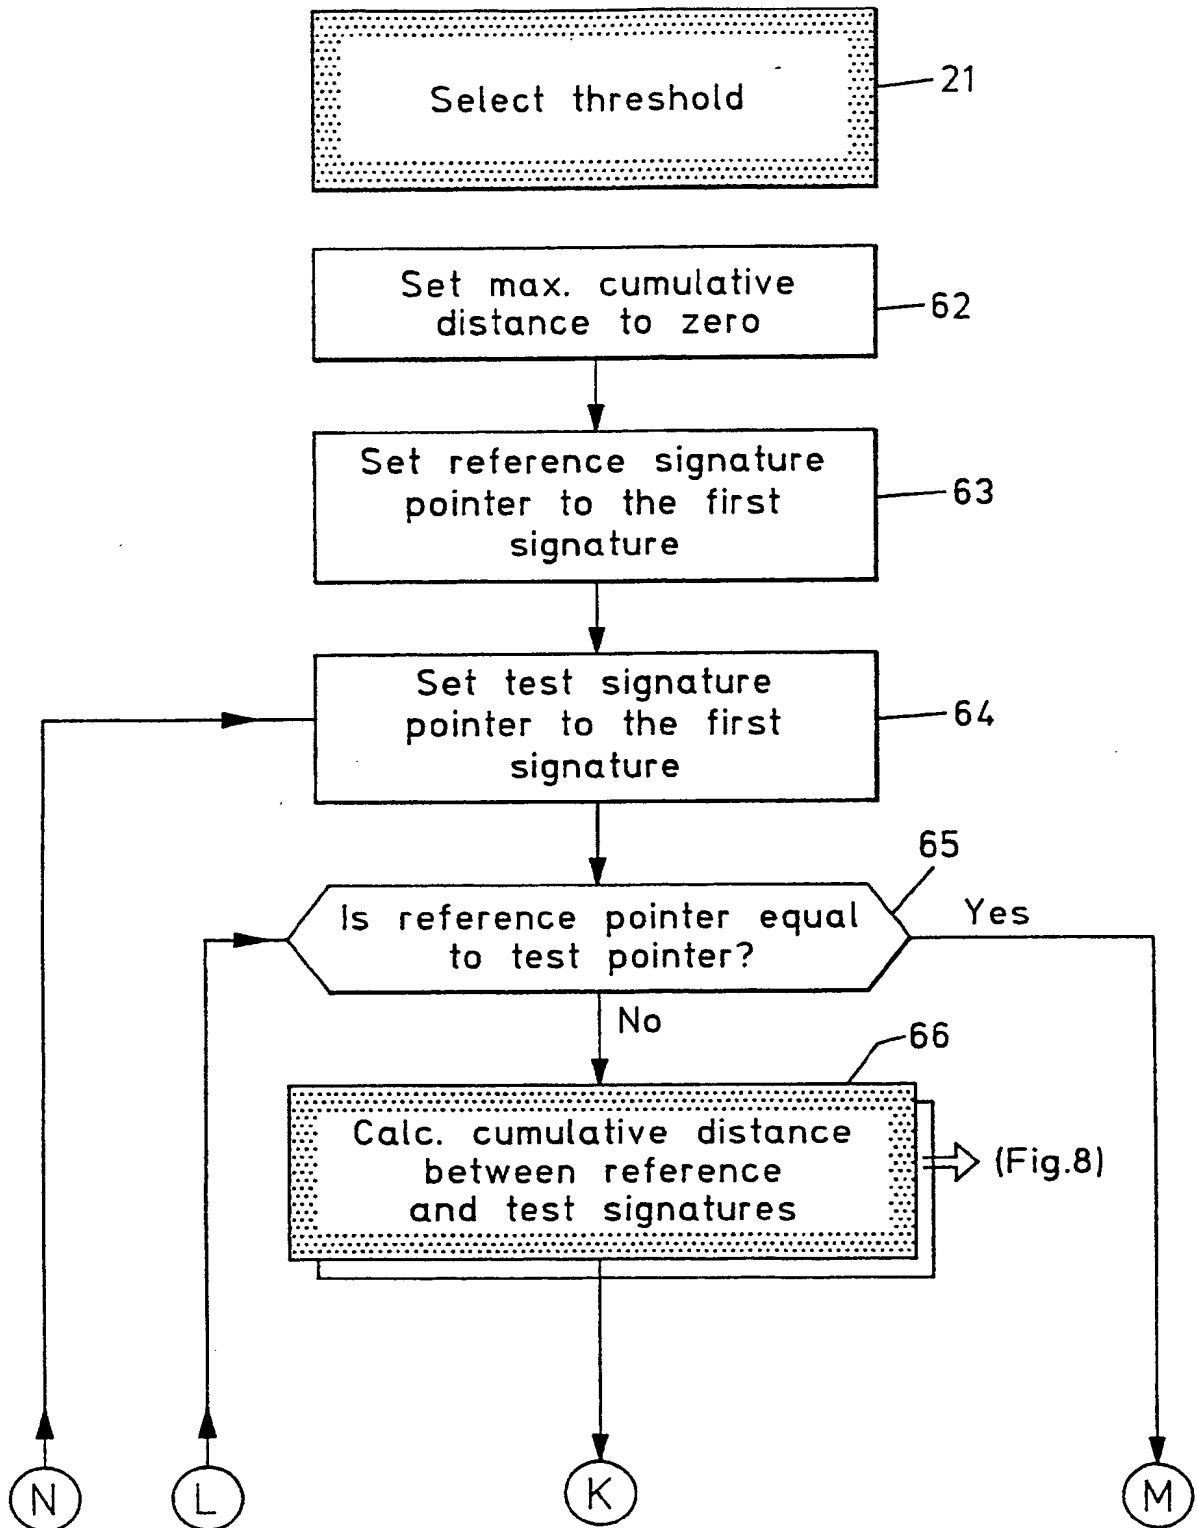 Select threshold
21
Set max. cumulative
distance to zero
62
Set reference signature
pointer to the first
signature
63
Set test signature
pointer to the first
signature
64
65
Is reference pointer equal
to test pointer?
Yes
No
66
Calc. cumulative distance
between reference
and test signatures
(Fig.8)
N
L
K
M